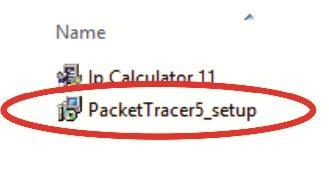 Name
Ip Calculator 11
PacketTracer5_setup